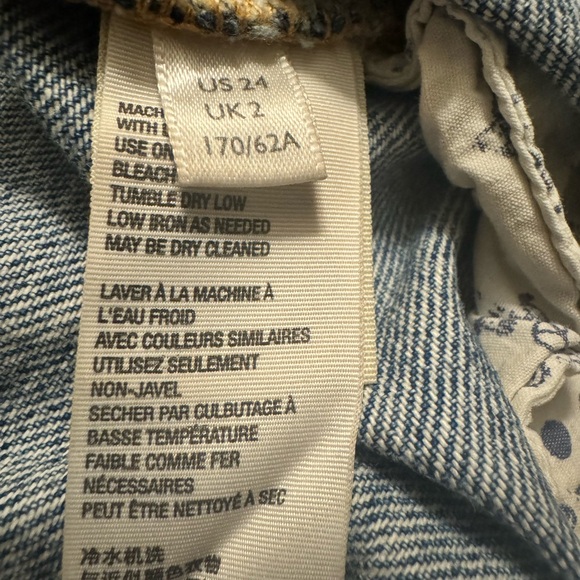 US 24
UK 2
170/62A
MACH
WITH
USE ON
BLEACH
TUMBLE DRY LOW
LOW IRON AS NEEDED
MAY BE DRY CLEANED
LAVER À LA MACHINE À
L'EAU FROID
AVEC COULEURS SIMILAIRES
UTILISEZ SEULEMENT
NON-JAVEL
SECHER PAR CULBUTAGE À
BASSE TEMPÉRATURE
FAIBLE COMME FER
NÉCESSAIRES
PEUT ÊTRE NETTOYÉ À SEC
冷水机洗